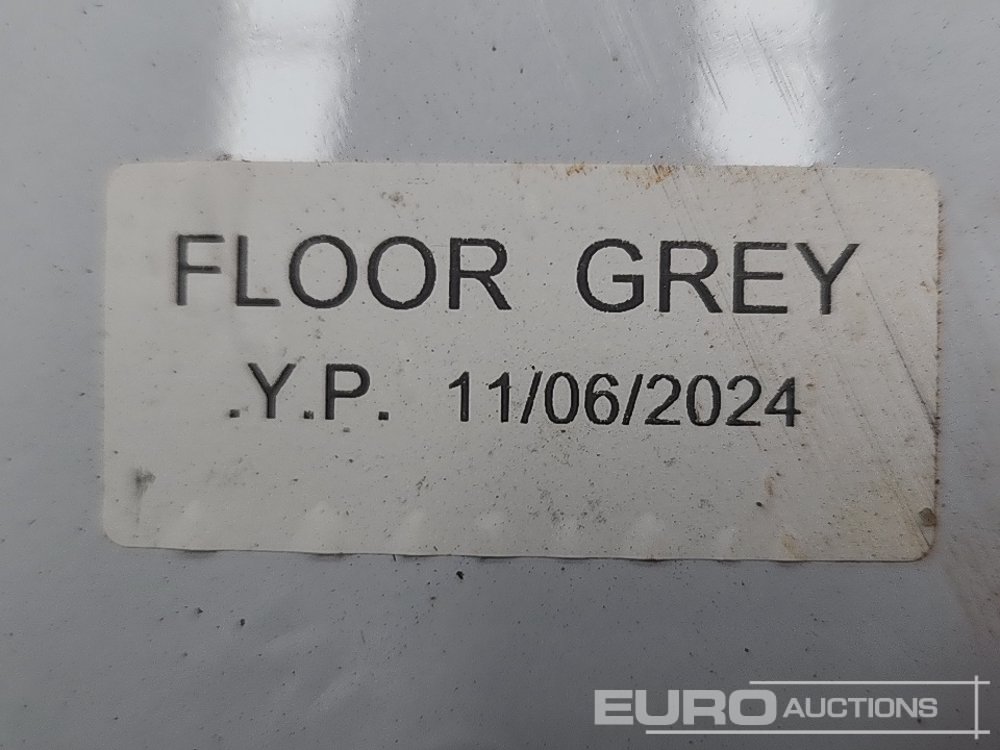 FLOOR GREY
.Y.P. 11/06/2024
EURO AUCTIONS